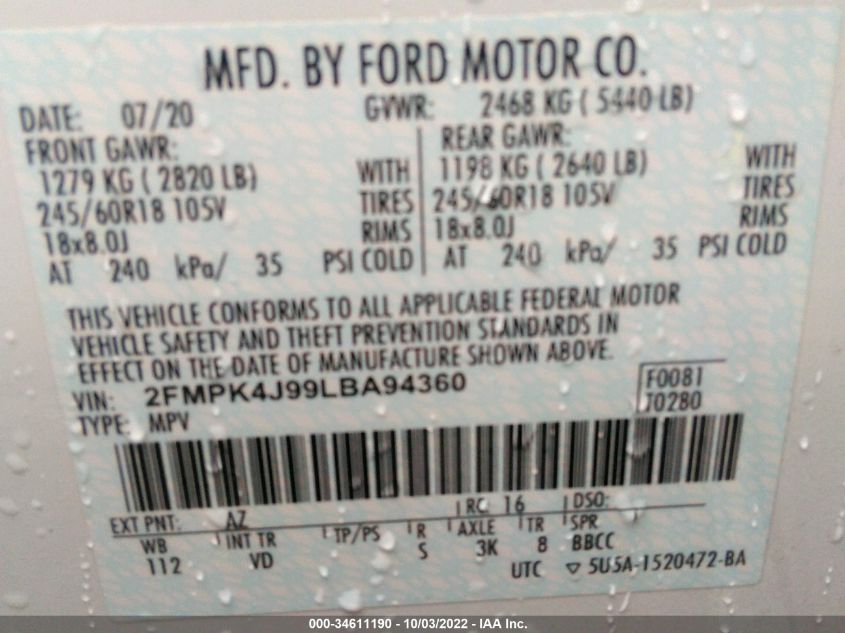 MFD. BY FORD MOTOR CO.
DATE: 07/20 GVWR: 2468 KG ( 5440 LB)
FRONT GAWR: REAR GAWR:
1279 KG ( 2820 LB) WITH 1198 KG ( 2640 LB) WITH
245/60R18 105V TIRES 245/60R18 105V TIRES
18x8.0J RIMS 18x8.0J RIMS
AT 240 kPa/ 35 PSI COLD AT 240 kPa/ 35 PSI COLD
THIS VEHICLE CONFORMS TO ALL APPLICABLE FEDERAL MOTOR
VEHICLE SAFETY AND THEFT PREVENTION STANDARDS IN
EFFECT ON THE DATE OF MANUFACTURE SHOWN ABOVE.
VIN: 2FMPK4J99LBA94360 F0081
TYPE: MPV T0280
EXT PNT: AZ RC: 16 DSO:
WB INT TR TP/PS R AXLE TR SPR
112 VD S 3K 8 BBCC
UTC ▽ 5U5A-1520472-BA
000-34611190 - 10/03/2022 - IAA Inc.